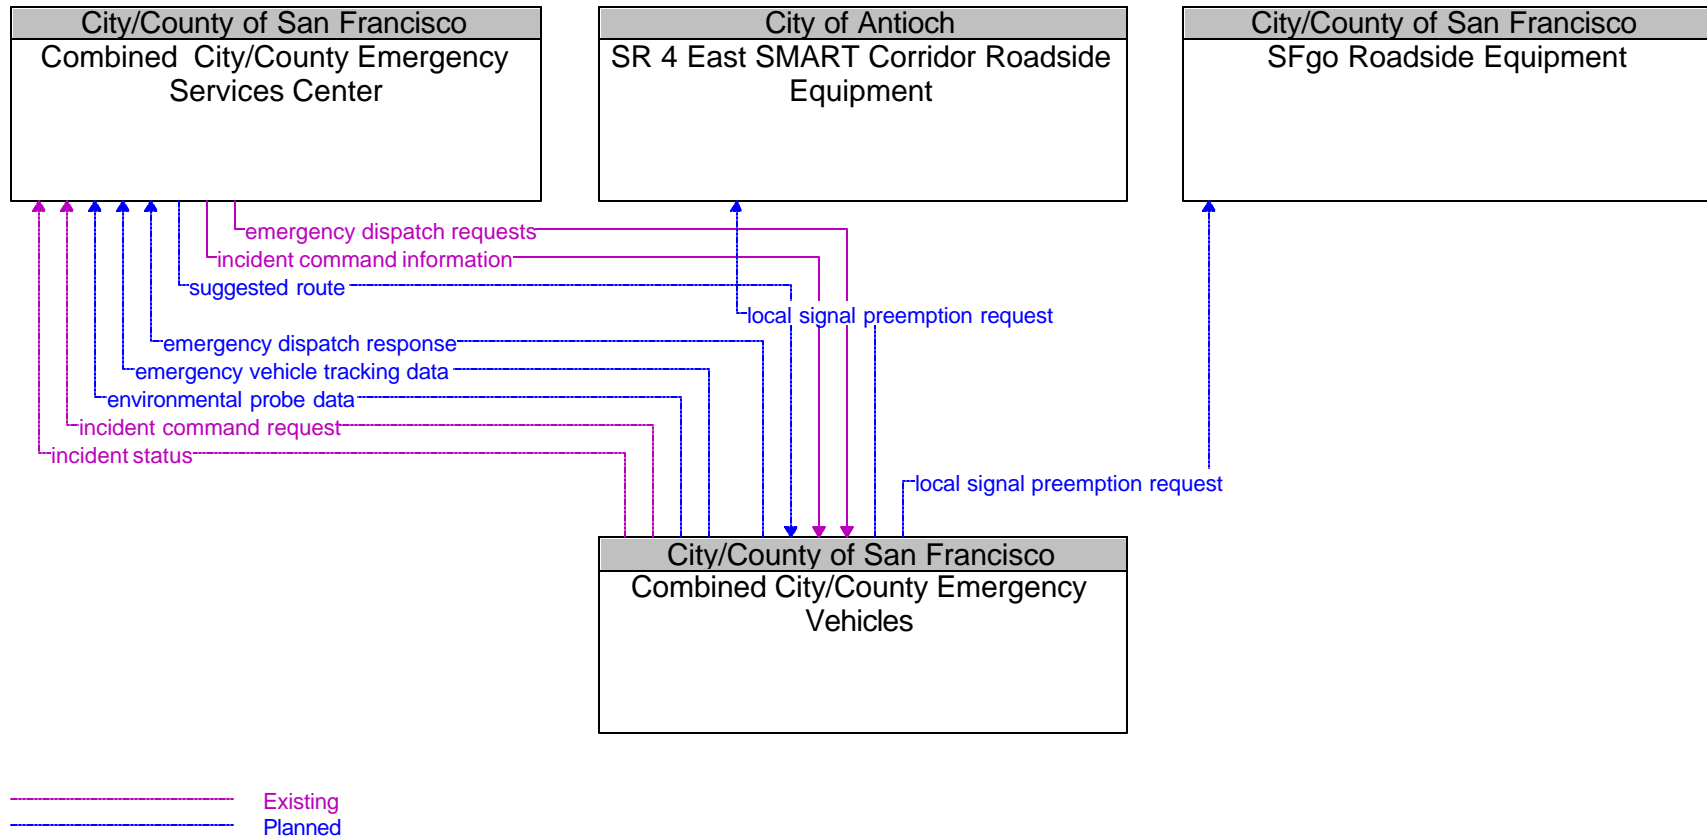 City/County of San Francisco
Combined City/County Emergency
Services Center
City of Antioch
SR 4 East SMART Corridor Roadside
Equipment
City/County of San Francisco
SFgo Roadside Equipment
emergency dispatch requests
incident command information
suggested route
local signal preemption request
emergency dispatch response
emergency vehicle tracking data
environmental probe data
incident command request
incident status
local signal preemption request
City/County of San Francisco
Combined City/County Emergency
Vehicles
Existing
Planned